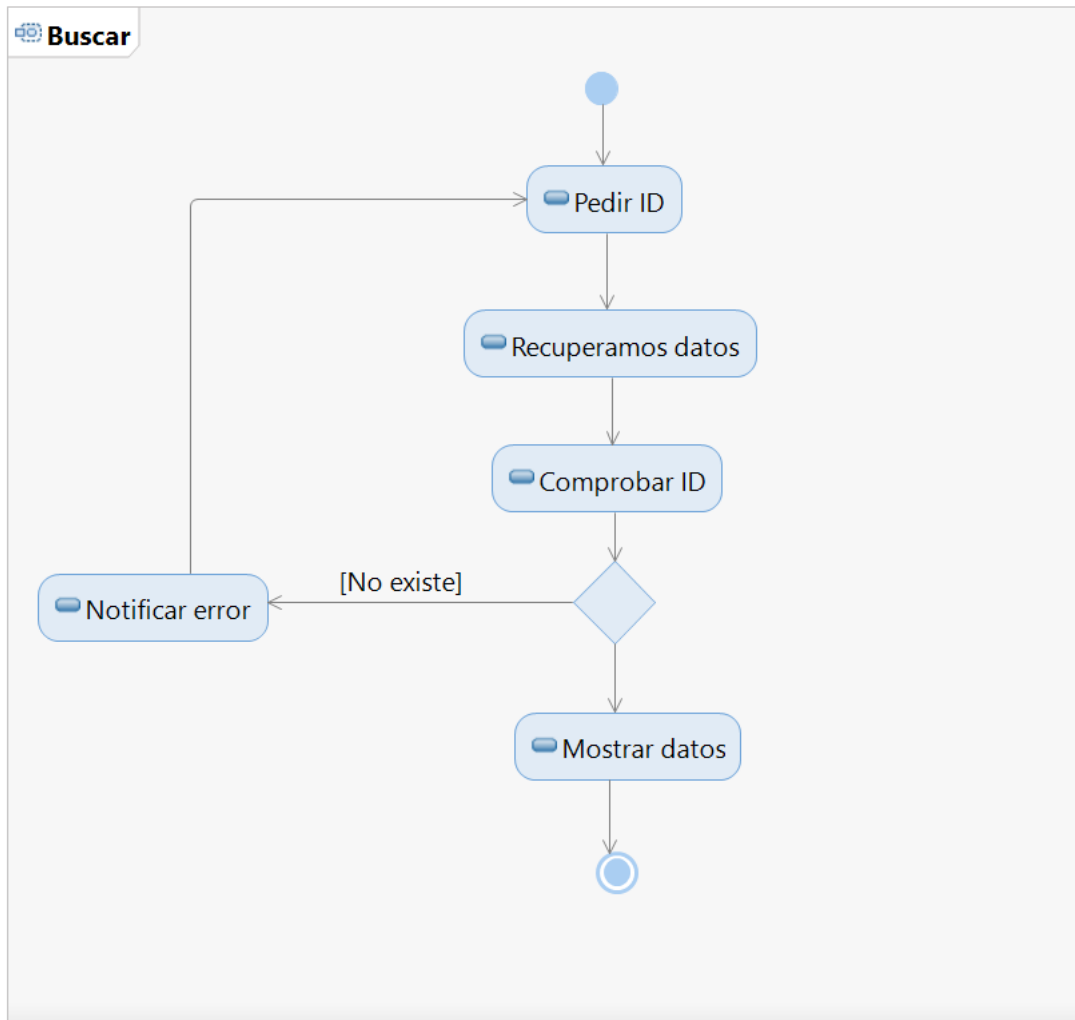 Buscar
Pedir ID
Recuperamos datos
Comprobar ID
[No existe]
Notificar error
Mostrar datos